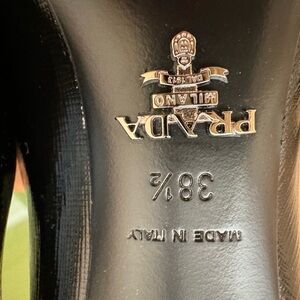 PRADA
MILANO
DAL 1913
38½
MADE IN ITALY